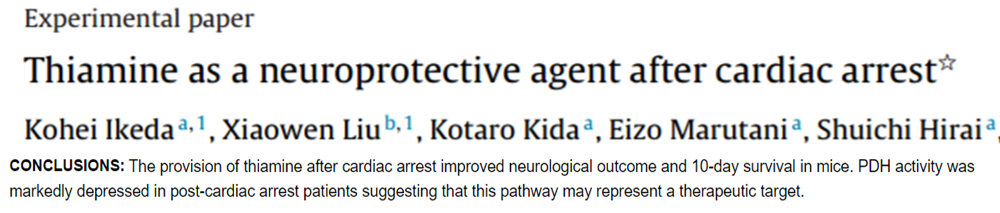 Experimental paper
Thiamine as a neuroprotective agent after cardiac arrest☆
Kohei Ikeda a,1, Xiaowen Liu b,1, Kotaro Kida a, Eizo Marutani a, Shuichi Hirai a,
CONCLUSIONS: The provision of thiamine after cardiac arrest improved neurological outcome and 10-day survival in mice. PDH activity was
markedly depressed in post-cardiac arrest patients suggesting that this pathway may represent a therapeutic target.